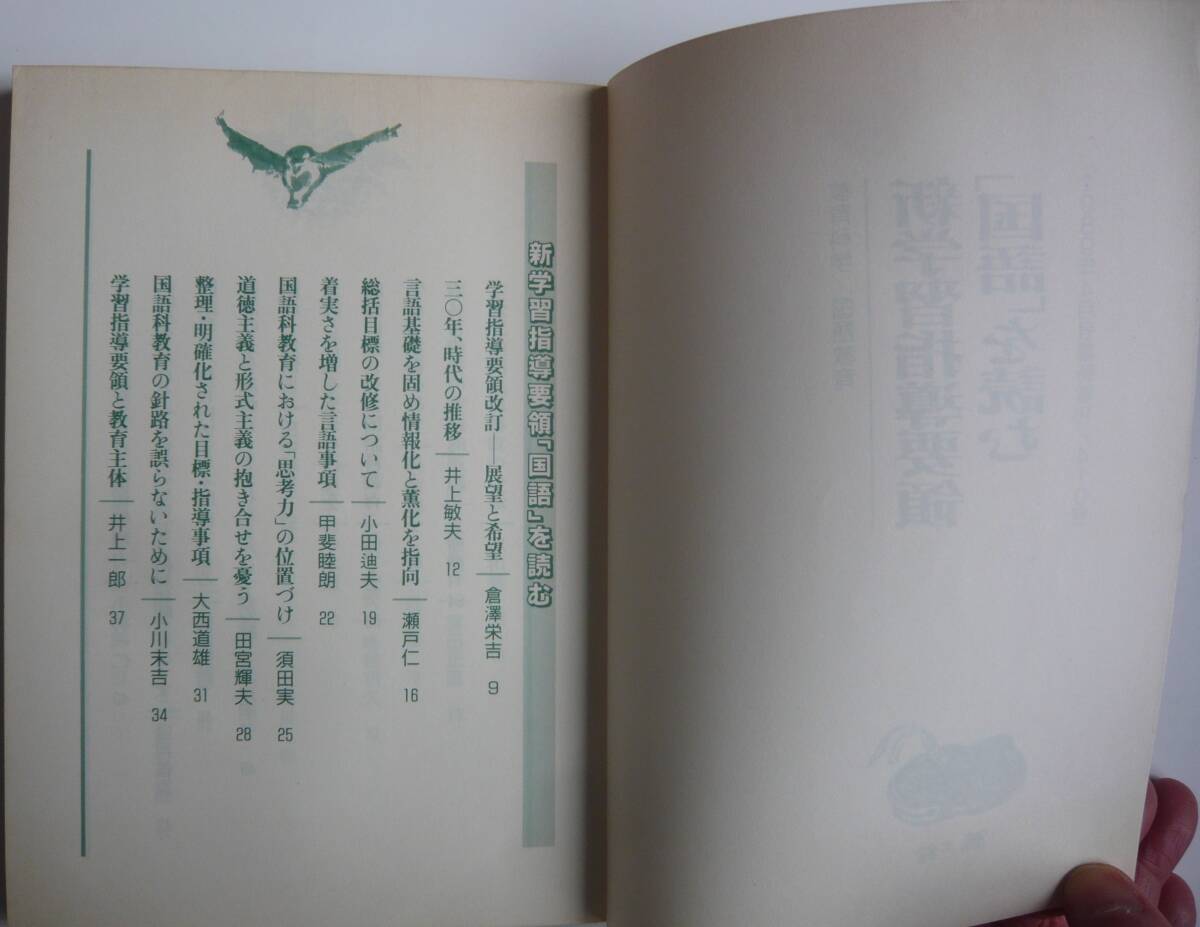 新学習指導要領「国語」を読む
学習指導要領改訂──展望と希望──倉澤栄吉 9
三〇年、時代の推移──井上敏夫 12
言語基礎を固め情報化と薫化を指向──瀬戸仁 16
総括目標の改修について──小田迪夫 19
着実さを増した言語事項──甲斐睦朗 22
国語科教育における「思考力」の位置づけ──須田実 25
道徳主義と形式主義の抱き合せを憂う──田宮輝夫 28
整理・明確化された目標・指導事項──大西道雄 31
国語科教育の針路を誤らないために──小川末吉 34
学習指導要領と教育主体──井上一郎 37